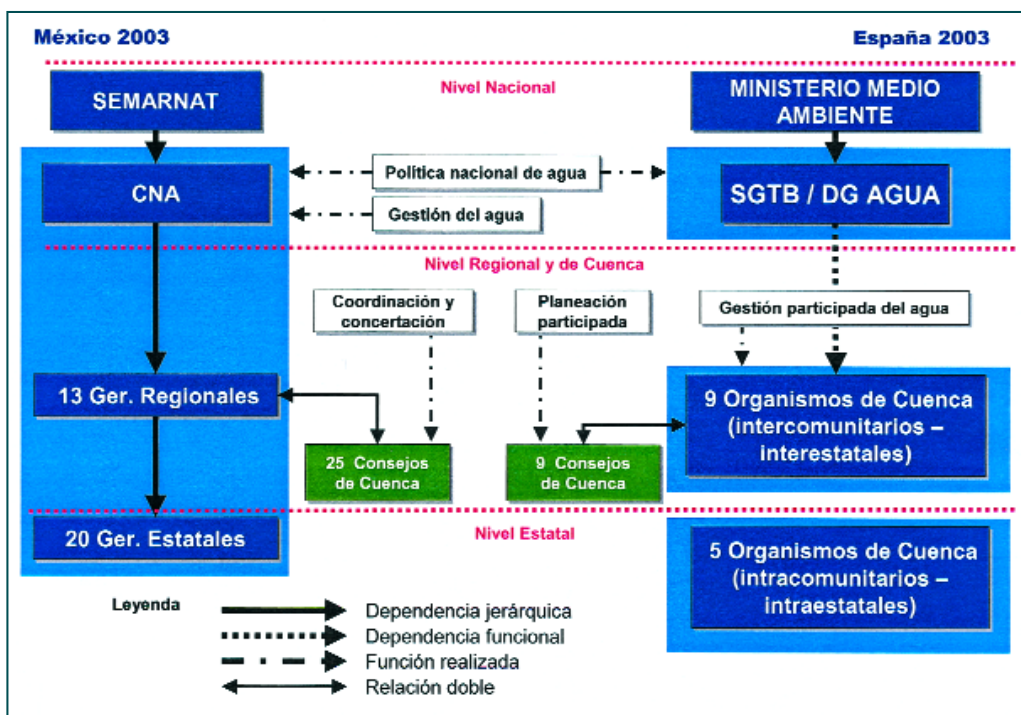 México 2003
España 2003
Nivel Nacional
SEMARNAT
MINISTERIO MEDIO
AMBIENTE
Política nacional de agua
CNA
SGTB / DG AGUA
Gestión del agua
Nivel Regional y de Cuenca
Coordinación y
concertación
Planeación
participada
Gestión participada del agua
13 Ger. Regionales
9 Organismos de Cuenca
(intercomunitarios –
interestatales)
25 Consejos
de Cuenca
9 Consejos
de Cuenca
Nivel Estatal
20 Ger. Estatales
5 Organismos de Cuenca
(intracomunitarios –
intraestatales)
Leyenda
Dependencia jerárquica
Dependencia funcional
Función realizada
Relación doble